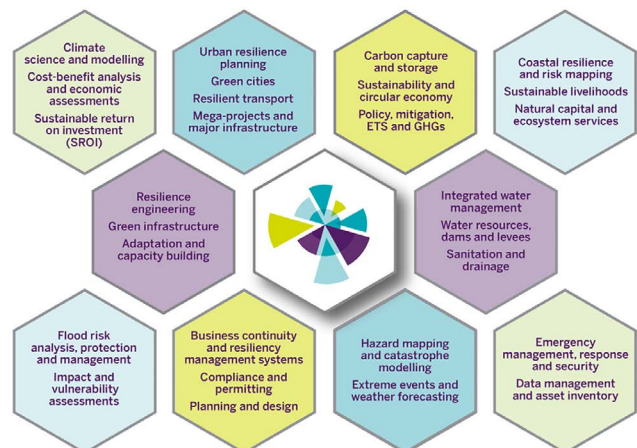 Climate
science and modelling
Cost-benefit analysis
and economic
assessments
Sustainable return
on investment
(SROI)
Urban resilience
planning
Green cities
Resilient transport
Mega-projects and
major infrastructure
Carbon capture
and storage
Sustainability and
circular economy
Policy, mitigation,
ETS and GHGs
Coastal resilience
and risk mapping
Sustainable livelihoods
Natural capital and
ecosystem services
Resilience
engineering
Green infrastructure
Adaptation and
capacity building
Integrated water
management
Water resources,
dams and levees
Sanitation and
drainage
Flood risk
analysis, protection
and management
Impact and
vulnerability
assessments
Business continuity
and resiliency
management systems
Compliance and
permitting
Planning and design
Hazard mapping
and catastrophe
modelling
Extreme events and
weather forecasting
Emergency
management, response
and security
Data management
and asset inventory